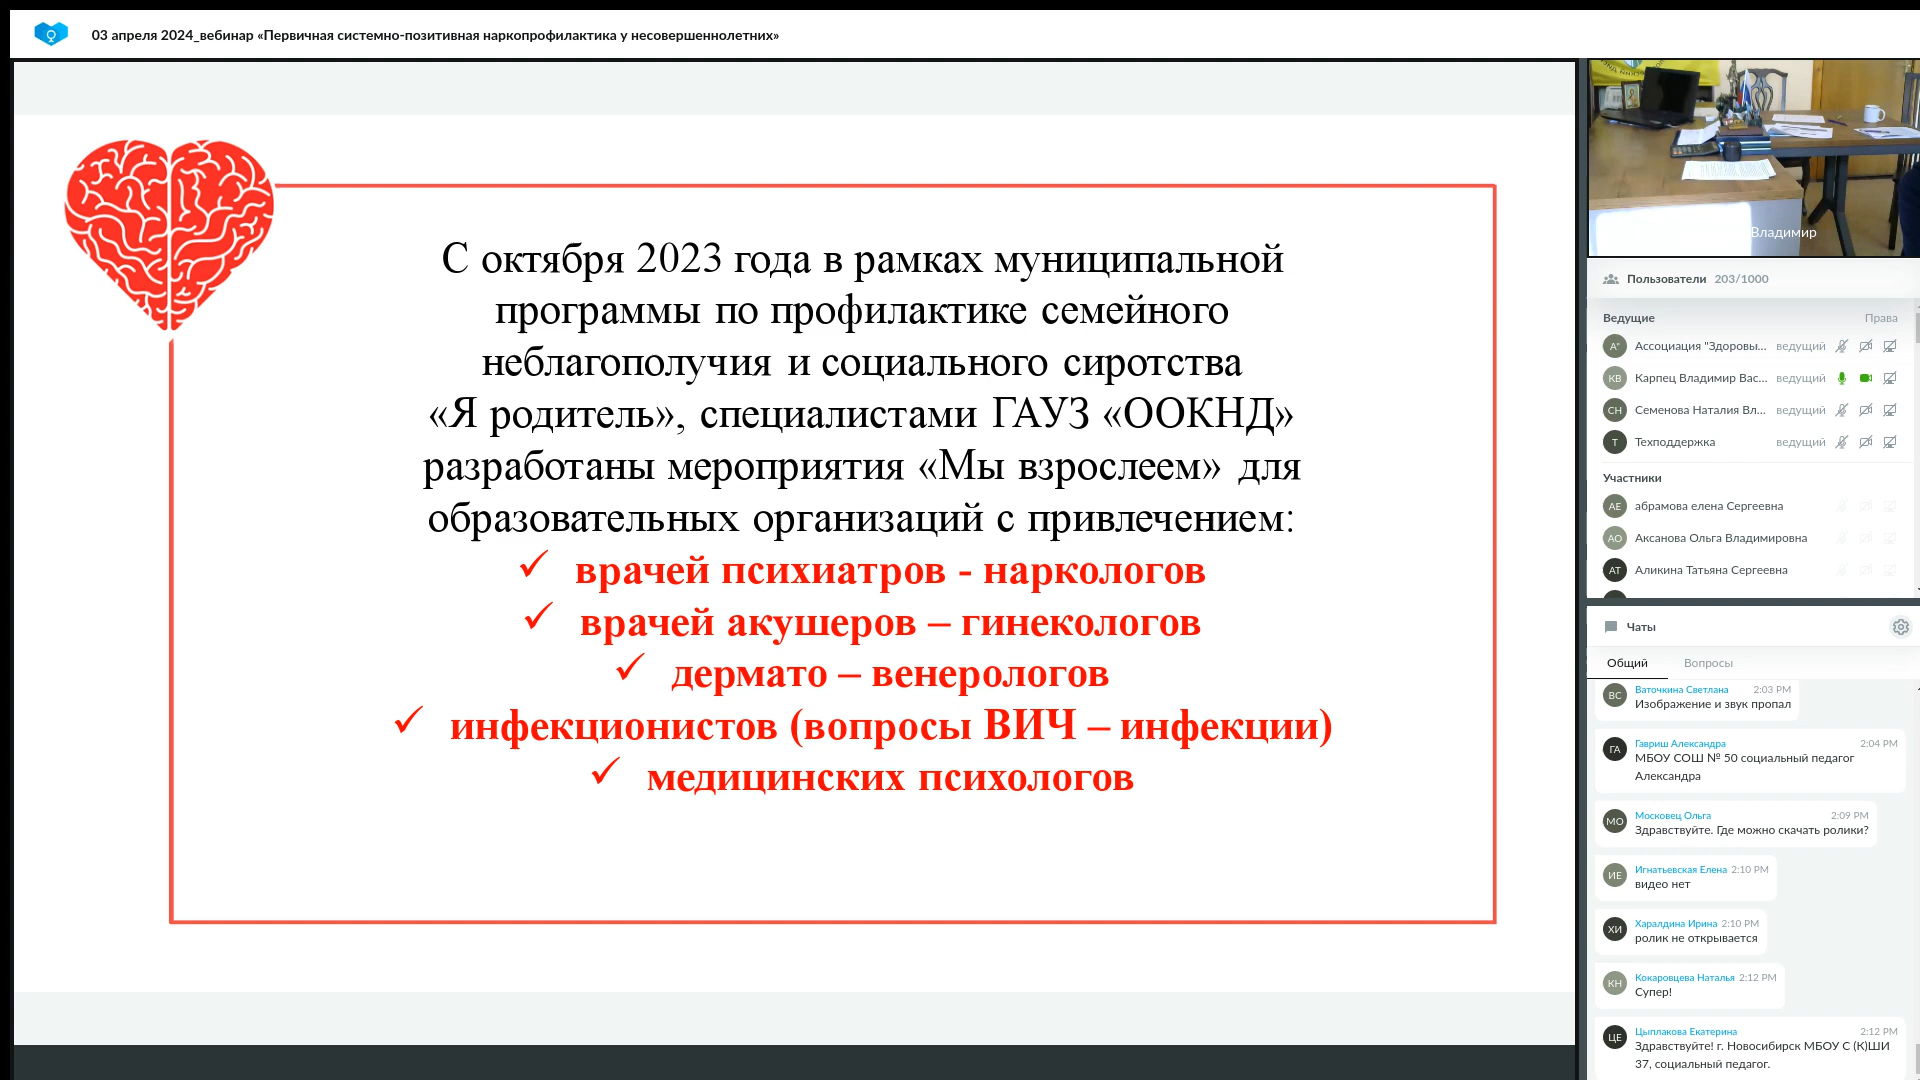 03 апреля 2024_вебинар «Первичная системно-позитивная наркопрофилактика у несовершеннолетних»
С октября 2023 года в рамках муниципальной
программы по профилактике семейного
неблагополучия и социального сиротства
«Я родитель», специалистами ГАУЗ «ООКНД»
разработаны мероприятия «Мы взрослеем» для
образовательных организаций с привлечением:
✓ врачей психиатров - наркологов
✓ врачей акушеров – гинекологов
✓ дермато – венерологов
✓ инфекционистов (вопросы ВИЧ – инфекции)
✓ медицинских психологов
Владимир
Пользователи 203/1000
Ведущие Права
А" Ассоциация "Здоровы... ведущий
КВ Карпец Владимир Вас... ведущий
СН Семенова Наталия Вл... ведущий
Т Техподдержка ведущий
Участники
АЕ абрамова елена Сергеевна
АО Аксанова Ольга Владимировна
АТ Аликина Татьяна Сергеевна
Чаты
Общий Вопросы
ВС Ваточкина Светлана 2:03 PM
Изображение и звук пропал
ГА Гавриш Александра 2:04 PM
МБОУ СОШ № 50 социальный педагог
Александра
МО Московец Ольга 2:09 PM
Здравствуйте. Где можно скачать ролики?
ИЕ Игнатьевская Елена 2:10 PM
видео нет
ХИ Харалдина Ирина 2:10 PM
ролик не открывается
КН Кокаровцева Наталья 2:12 PM
Супер!
ЦЕ Цыплакова Екатерина 2:12 PM
Здравствуйте! г. Новосибирск МБОУ С (К)ШИ
37, социальный педагог.